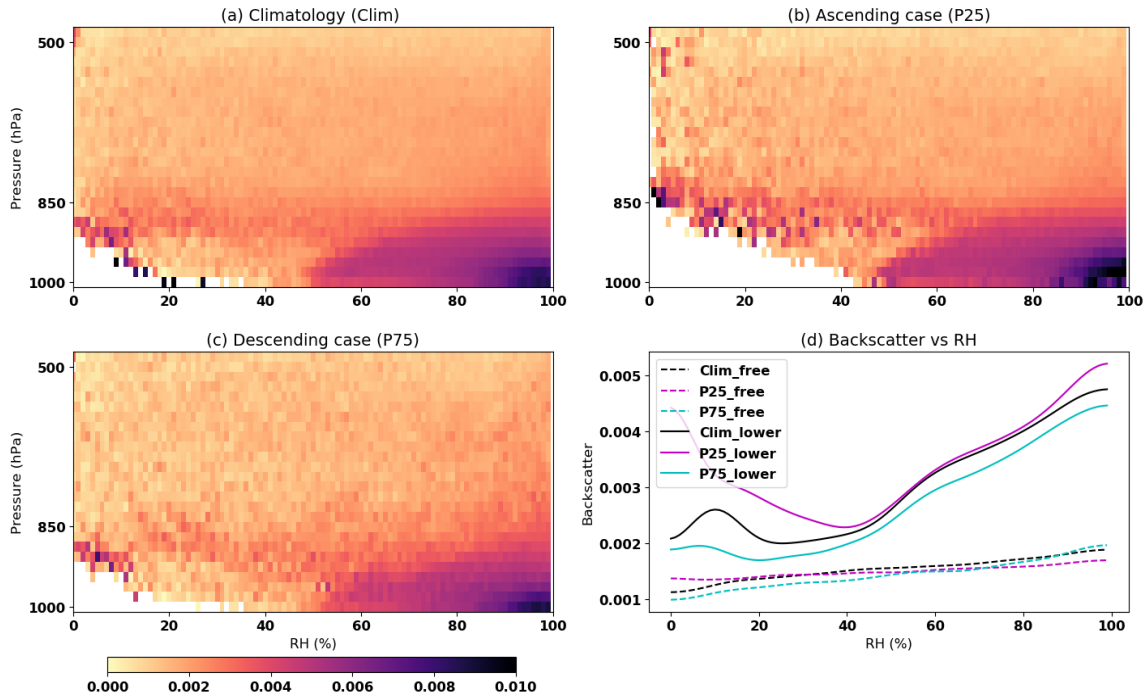 (a) Climatology (Clim)
Pressure (hPa)
500
850
1000
0 20 40 60 80 100
(b) Ascending case (P25)
500
850
1000
0 20 40 60 80 100
(c) Descending case (P75)
Pressure (hPa)
500
850
1000
0 20 40 60 80 100
RH (%)
0.000 0.002 0.004 0.006 0.008 0.010
(d) Backscatter vs RH
Backscatter
0.005
0.004
0.003
0.002
0.001
Clim_free
P25_free
P75_free
Clim_lower
P25_lower
P75_lower
0 20 40 60 80 100
RH (%)